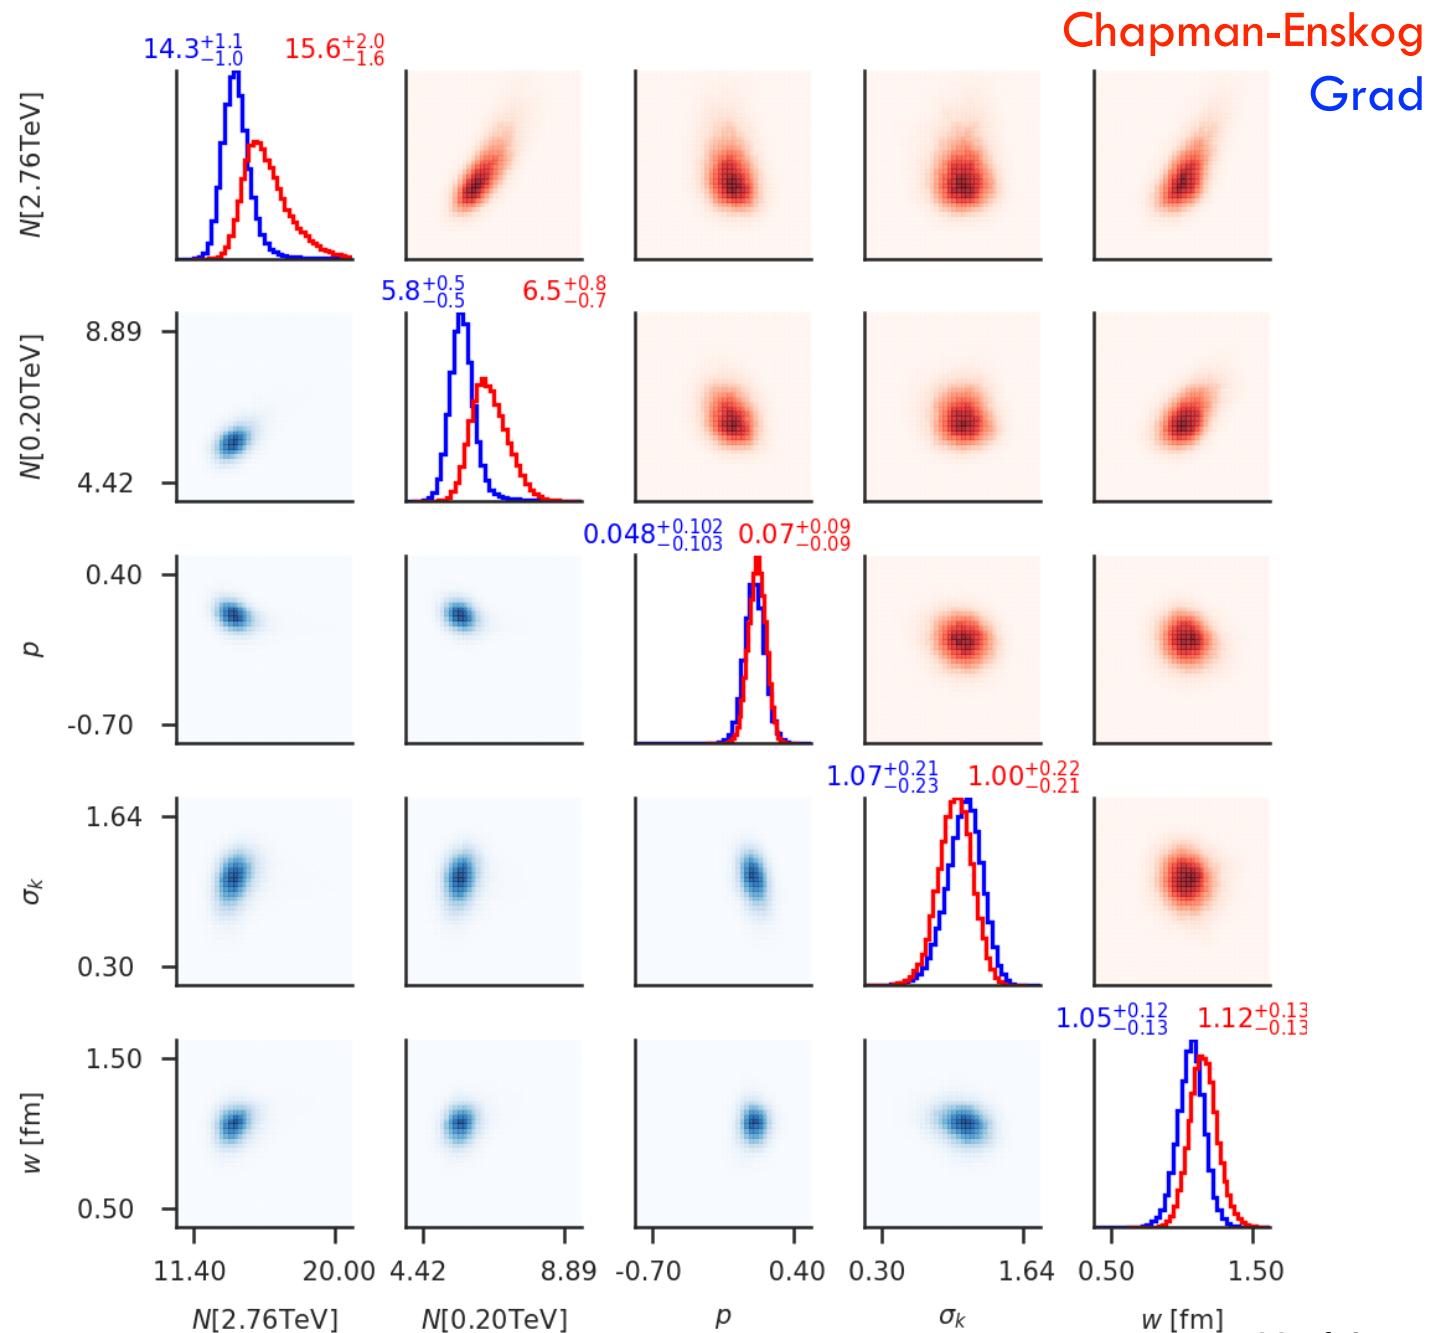 Chapman-Enskog
Grad
14.3+1.1−1.0 15.6+2.0−1.6
N[2.76TeV]
5.8+0.5−0.5 6.5+0.8−0.7
8.89
N[0.20TeV]
4.42
0.048+0.102−0.103 0.07+0.09−0.09
0.40
p
-0.70
1.07+0.21−0.23 1.00+0.22−0.21
1.64
σk
0.30
1.05+0.12−0.13 1.12+0.13−0.13
1.50
w [fm]
0.50
11.40 20.00 4.42 8.89 -0.70 0.40 0.30 1.64 0.50 1.50
N[2.76TeV] N[0.20TeV] p σk w [fm]